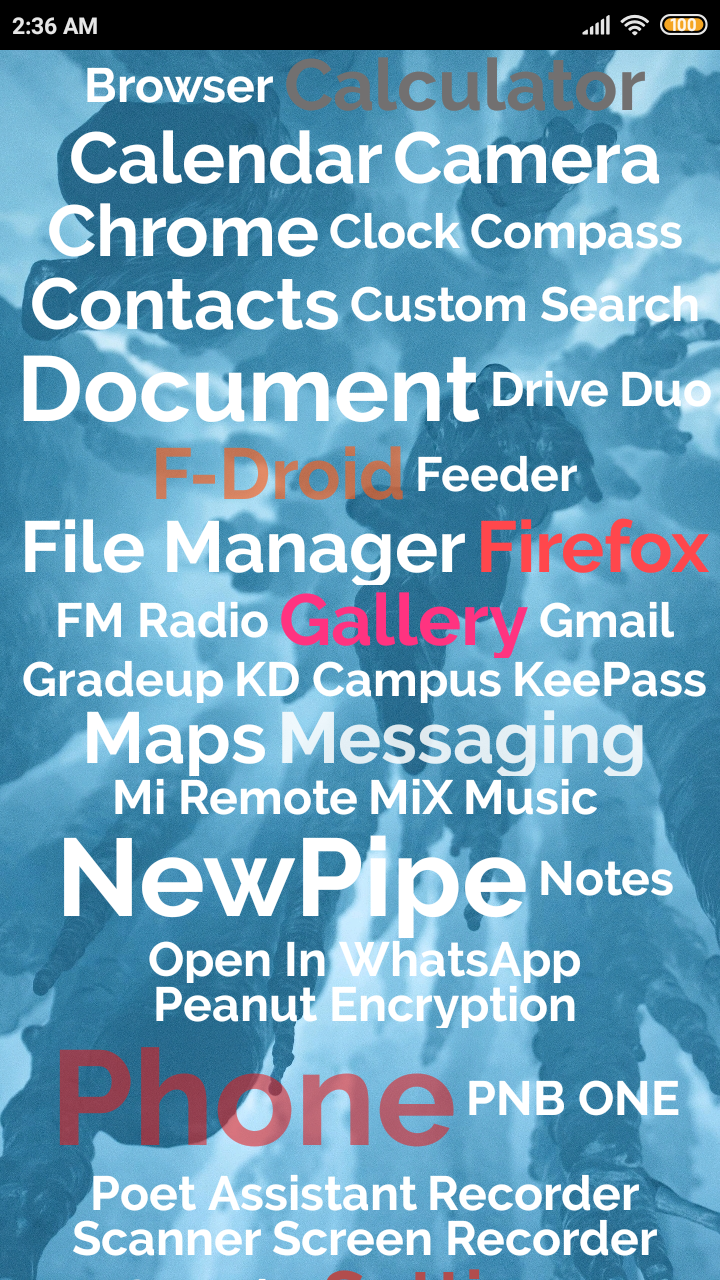 2:36 AM 100
Browser Calculator
Calendar Camera
Chrome Clock Compass
Contacts Custom Search
Document Drive Duo
F-Droid Feeder
File Manager Firefox
FM Radio Gallery Gmail
Gradeup KD Campus KeePass
Maps Messaging
Mi Remote MiX Music
NewPipe Notes
Open In WhatsApp
Peanut Encryption
Phone PNB ONE
Poet Assistant Recorder
Scanner Screen Recorder